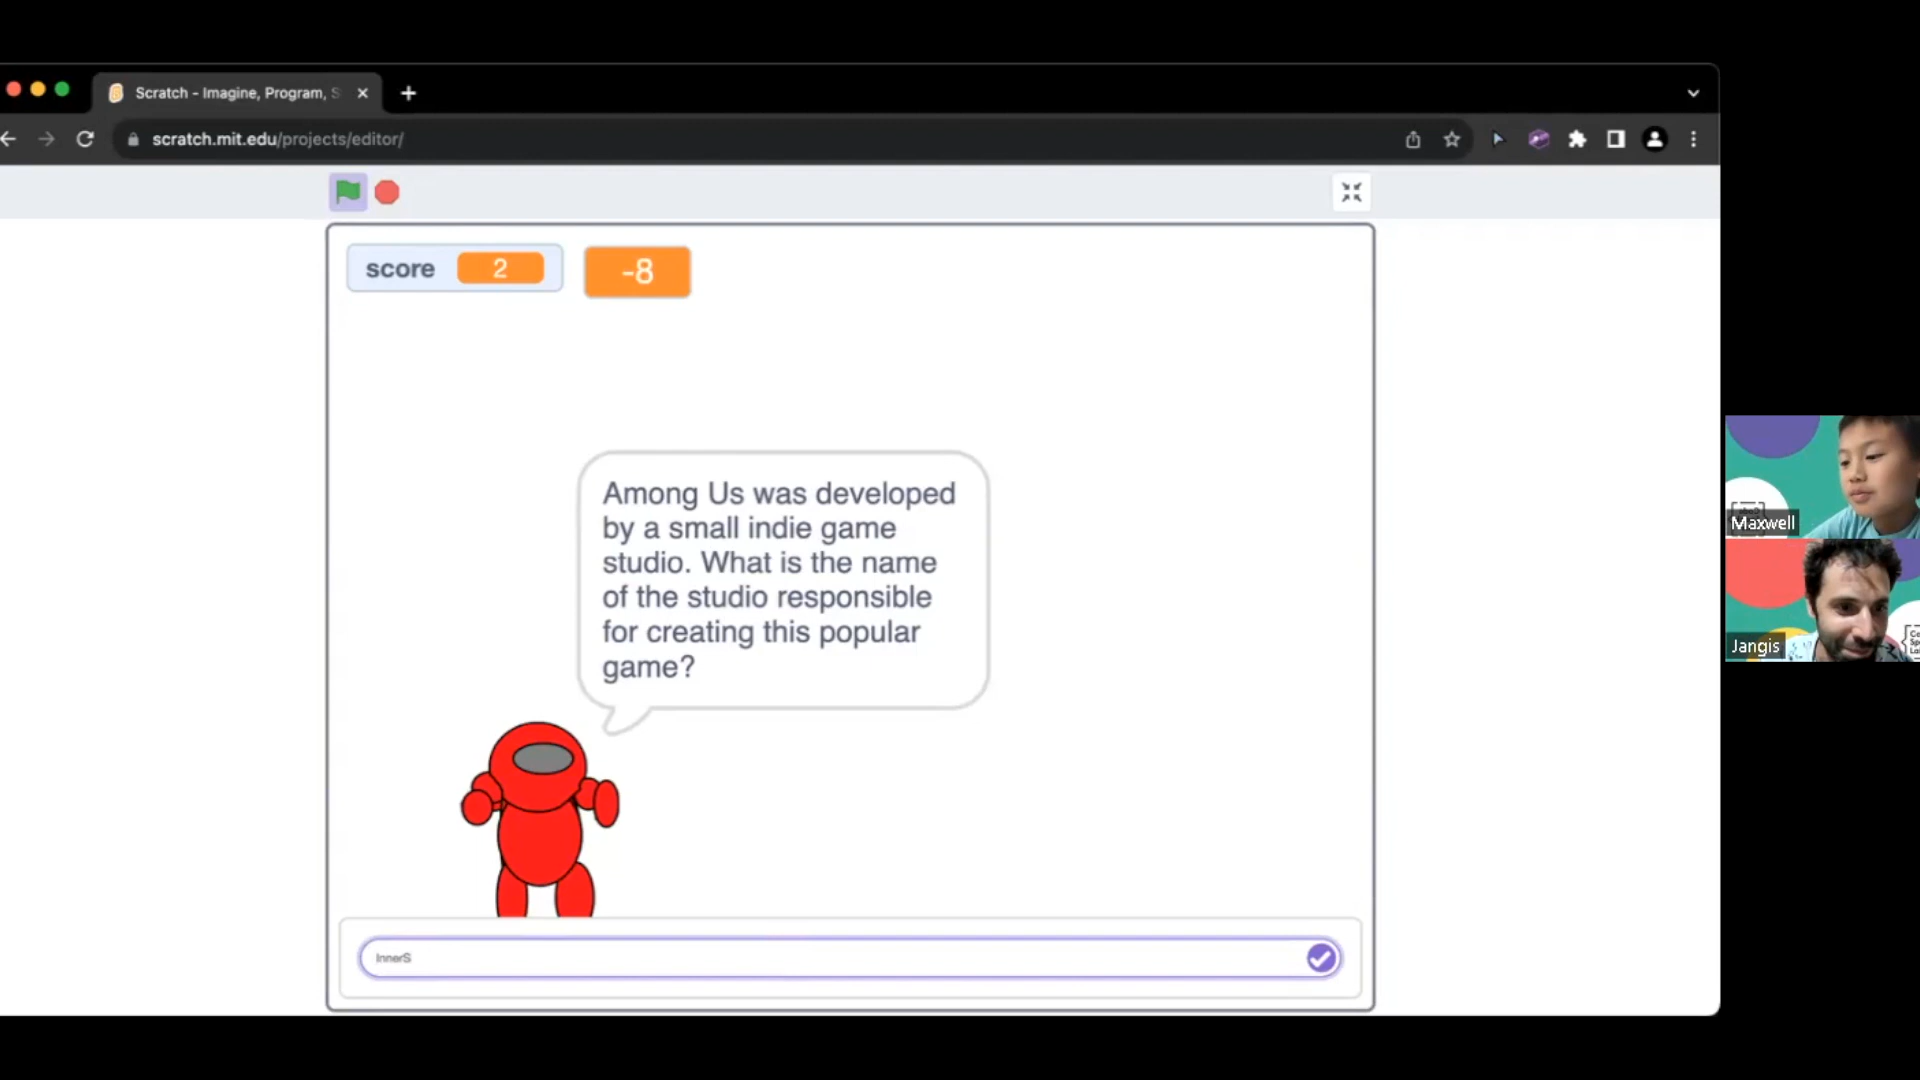 Scratch - Imagine, Program, S
scratch.mit.edu/projects/editor/
score 2
-8
Among Us was developed
by a small indie game
studio. What is the name
of the studio responsible
for creating this popular
game?
InnerS
Maxwell
Jangis